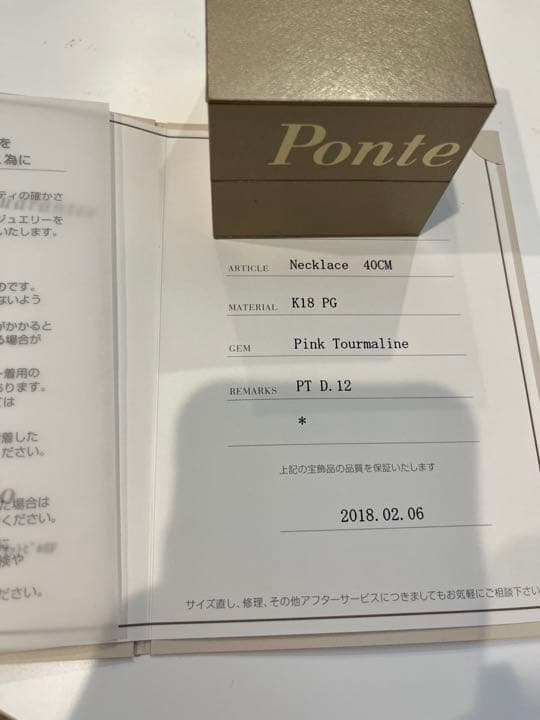 Ponte
を
為に
ティの確かさ
ジュエリーを
いたします。
のです。
ないよう
がかかると
る場合が
着用の
あります。
ては
着した
ださい。
た場合は
ください。
に
検や
ださい。
ARTICLE Necklace 40CM
MATERIAL K18 PG
GEM Pink Tourmaline
REMARKS PT D.12
*
上記の宝飾品の品質を保証いたします
2018.02.06
サイズ直し、修理、その他アフターサービスにつきましてもお気軽にご相談下さい